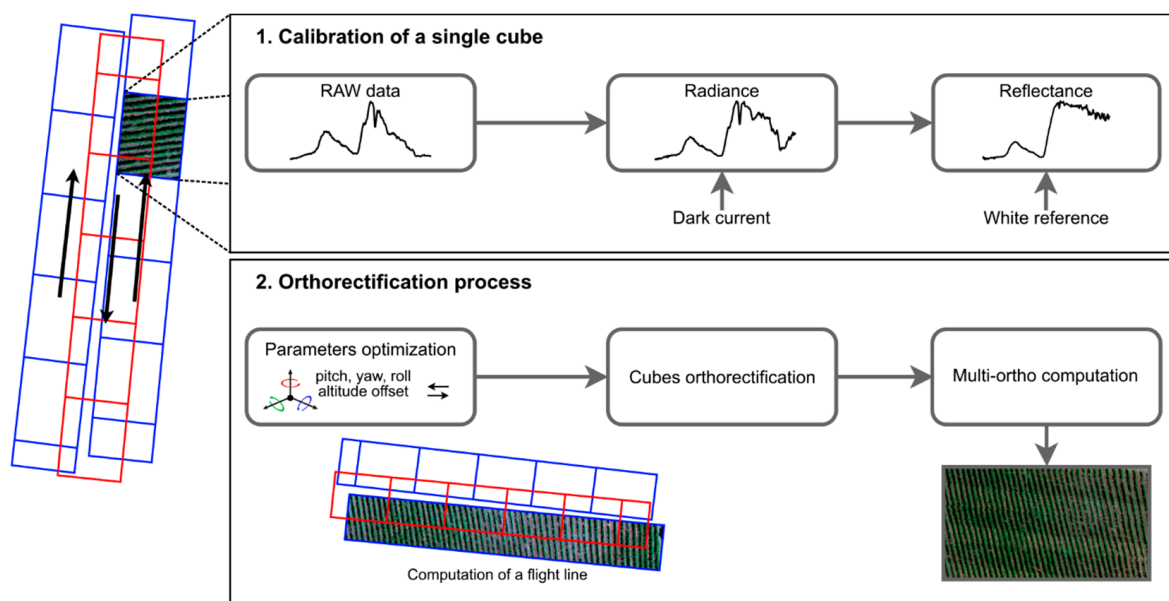 1. Calibration of a single cube
RAW data
Radiance
Reflectance
Dark current
White reference
2. Orthorectification process
Parameters optimization
pitch, yaw, roll
altitude offset
Cubes orthorectification
Multi-ortho computation
Computation of a flight line